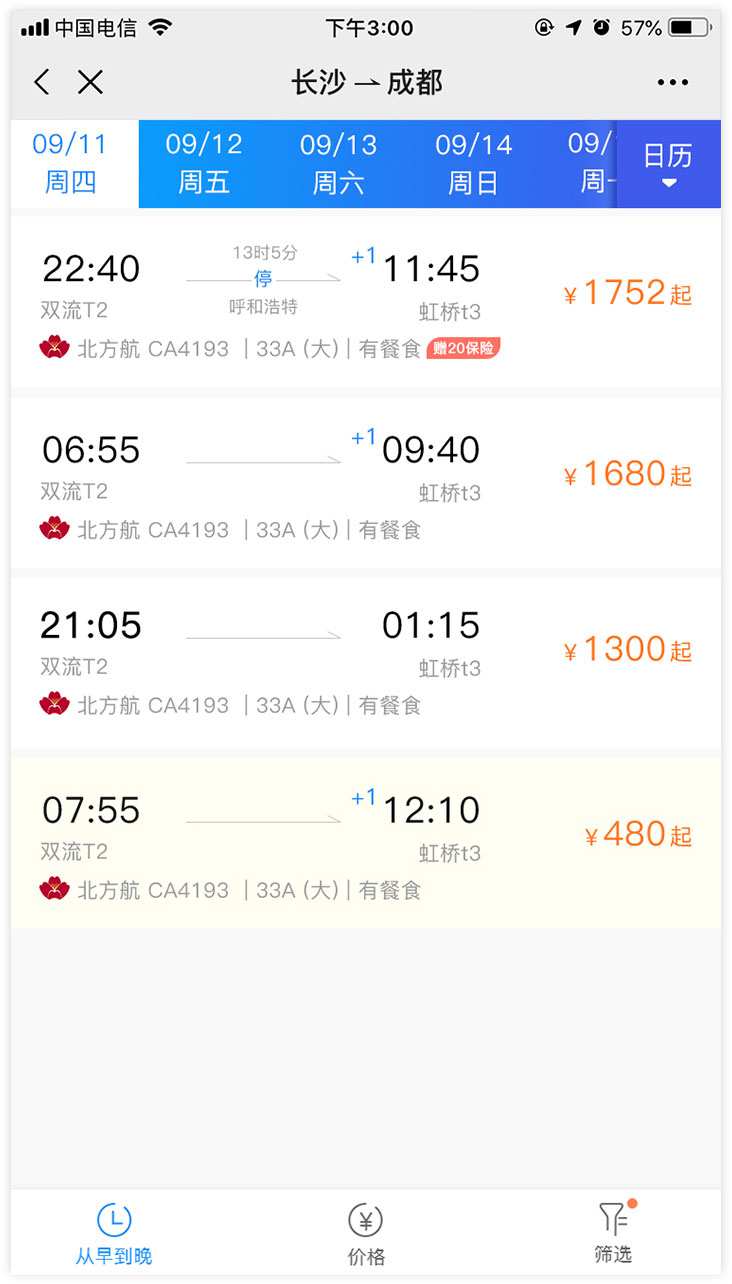 中国电信 下午3:00 57%
长沙 → 成都
09/11 09/12 09/13 09/14 09/ 日历
周四 周五 周六 周日 周一
13时5分
22:40 停 +1 11:45 ¥1752起
双流T2 呼和浩特 虹桥t3
北方航 CA4193 | 33A (大) | 有餐食 赠20保险
06:55 +1 09:40 ¥1680起
双流T2 虹桥t3
北方航 CA4193 | 33A (大) | 有餐食
21:05 01:15 ¥1300起
双流T2 虹桥t3
北方航 CA4193 | 33A (大) | 有餐食
07:55 +1 12:10 ¥480起
双流T2 虹桥t3
北方航 CA4193 | 33A (大) | 有餐食
从早到晚 价格 筛选